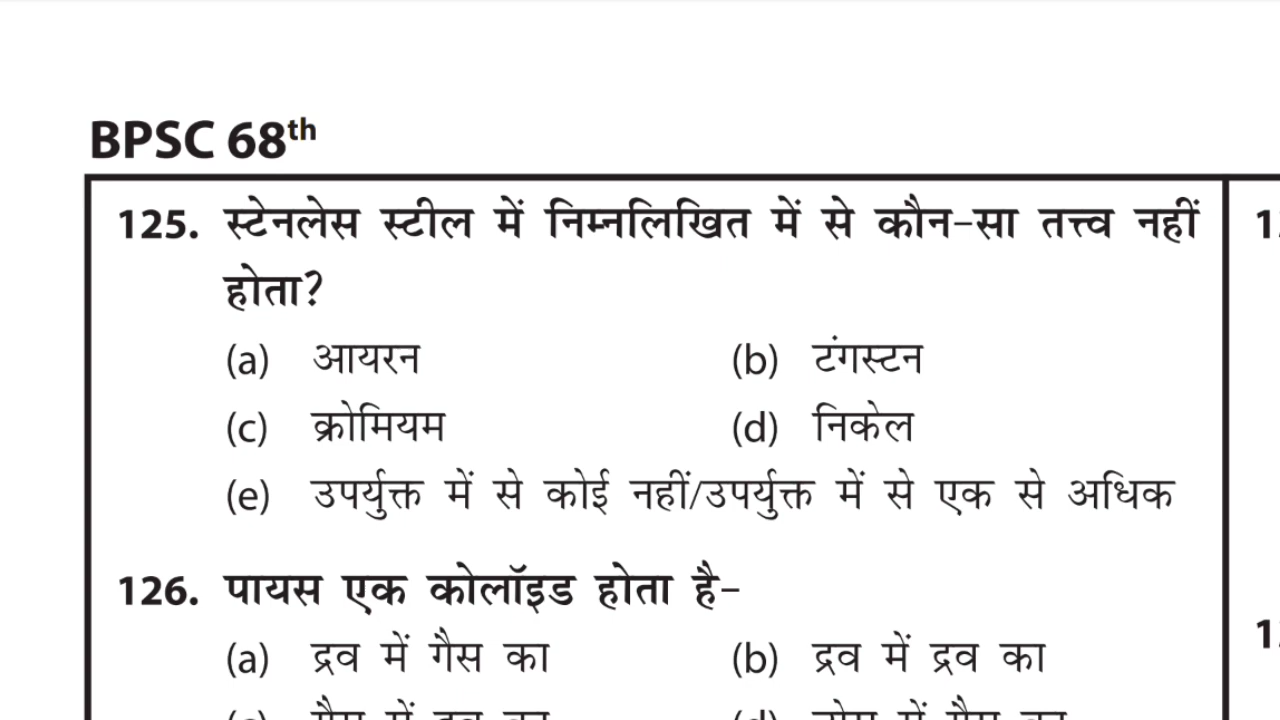 BPSC 68th
125. स्टेनलेस स्टील में निम्नलिखित में से कौन-सा तत्त्व नहीं
होता?
(a) आयरन (b) टंगस्टन
(c) क्रोमियम (d) निकेल
(e) उपर्युक्त में से कोई नहीं/उपर्युक्त में से एक से अधिक
126. पायस एक कोलॉइड होता है-
(a) द्रव में गैस का (b) द्रव में द्रव का